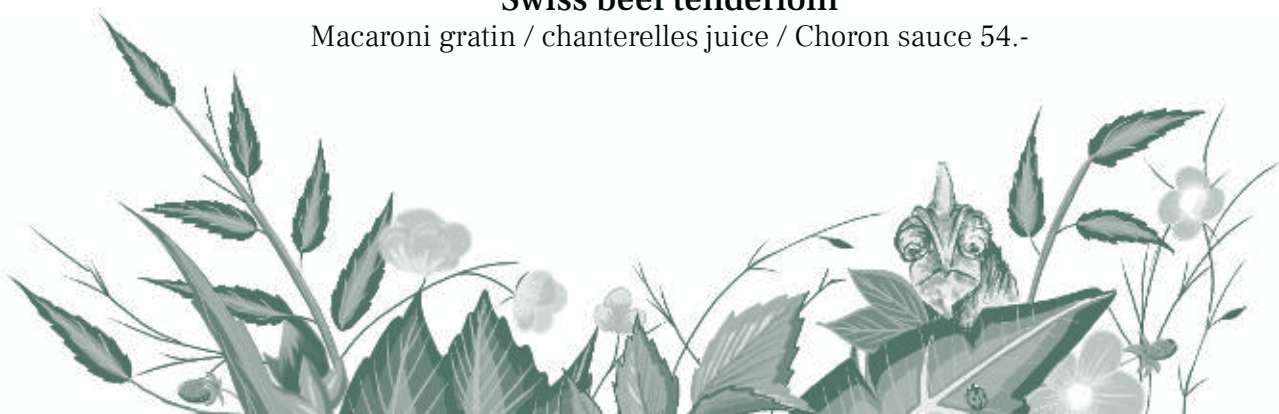 Swiss beef tenderloin
Macaroni gratin / chanterelles juice / Choron sauce 54.-